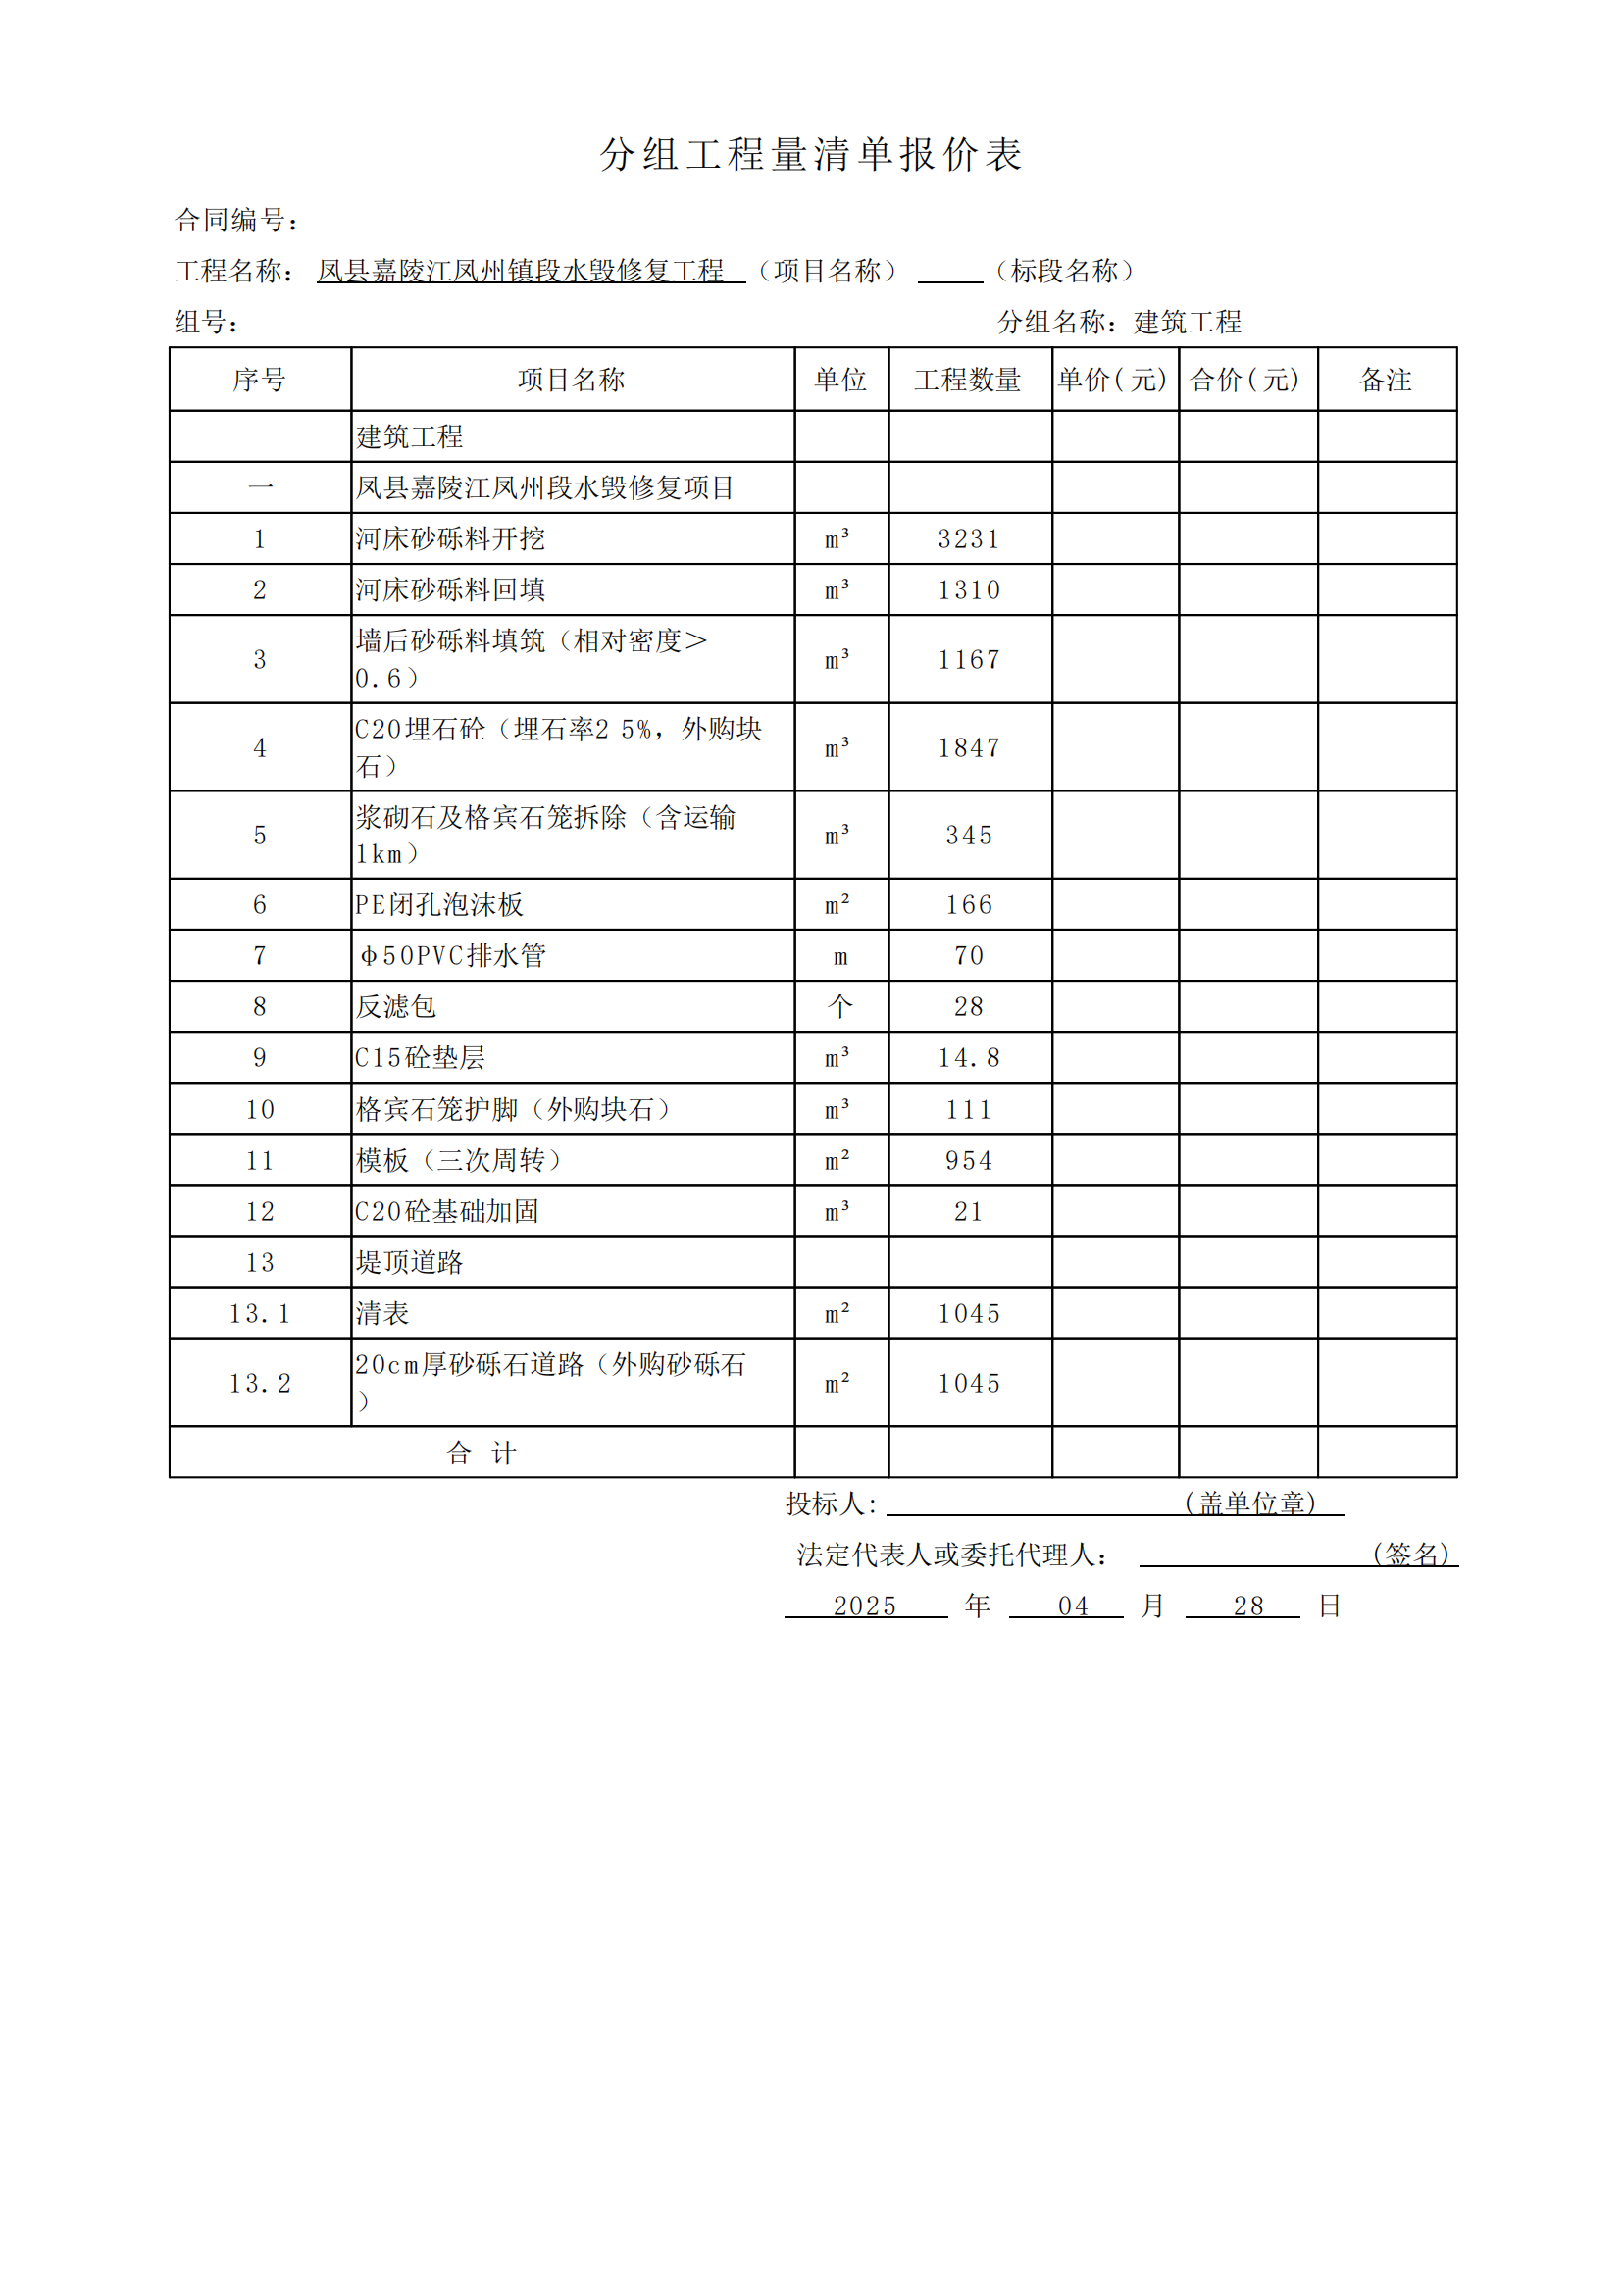 分组工程量清单报价表
合同编号：
工程名称： 凤县嘉陵江凤州镇段水毁修复工程 （项目名称） （标段名称）
组号： 分组名称：建筑工程
序号 项目名称 单位 工程数量 单价(元) 合价(元) 备注
建筑工程
一 凤县嘉陵江凤州段水毁修复项目
1 河床砂砾料开挖 m³ 3231
2 河床砂砾料回填 m³ 1310
3 墙后砂砾料填筑（相对密度＞
0.6） m³ 1167
4 C20埋石砼（埋石率25%，外购块
石） m³ 1847
5 浆砌石及格宾石笼拆除（含运输
1km） m³ 345
6 PE闭孔泡沫板 m² 166
7 φ50PVC排水管 m 70
8 反滤包 个 28
9 C15砼垫层 m³ 14.8
10 格宾石笼护脚（外购块石） m³ 111
11 模板（三次周转） m² 954
12 C20砼基础加固 m³ 21
13 堤顶道路
13.1 清表 m² 1045
13.2 20cm厚砂砾石道路（外购砂砾石
） m² 1045
合 计
投标人: (盖单位章)
法定代表人或委托代理人： (签名)
2025 年 04 月 28 日